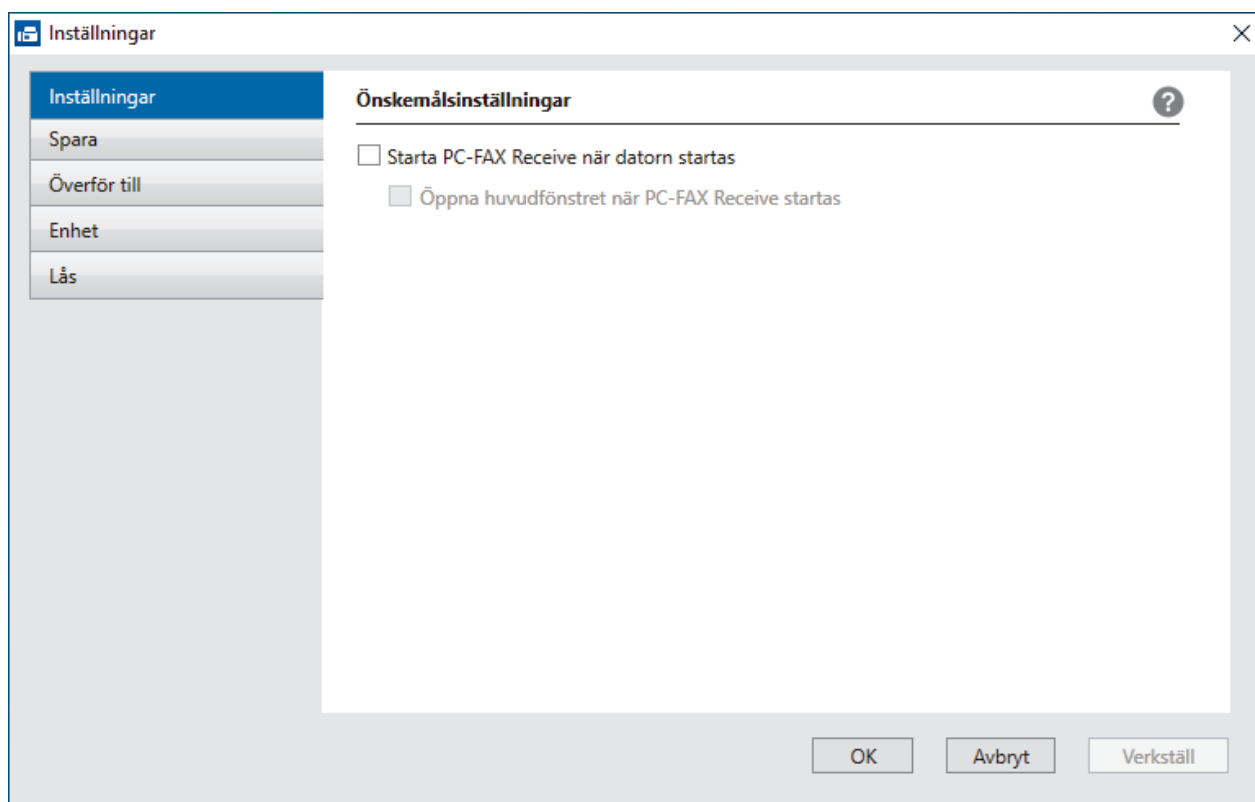 Inställningar
Inställningar
Spara
Överför till
Enhet
Lås
Önskemålsinställningar
?
Starta PC-FAX Receive när datorn startas
Öppna huvudfönstret när PC-FAX Receive startas
OK
Avbryt
Verkställ